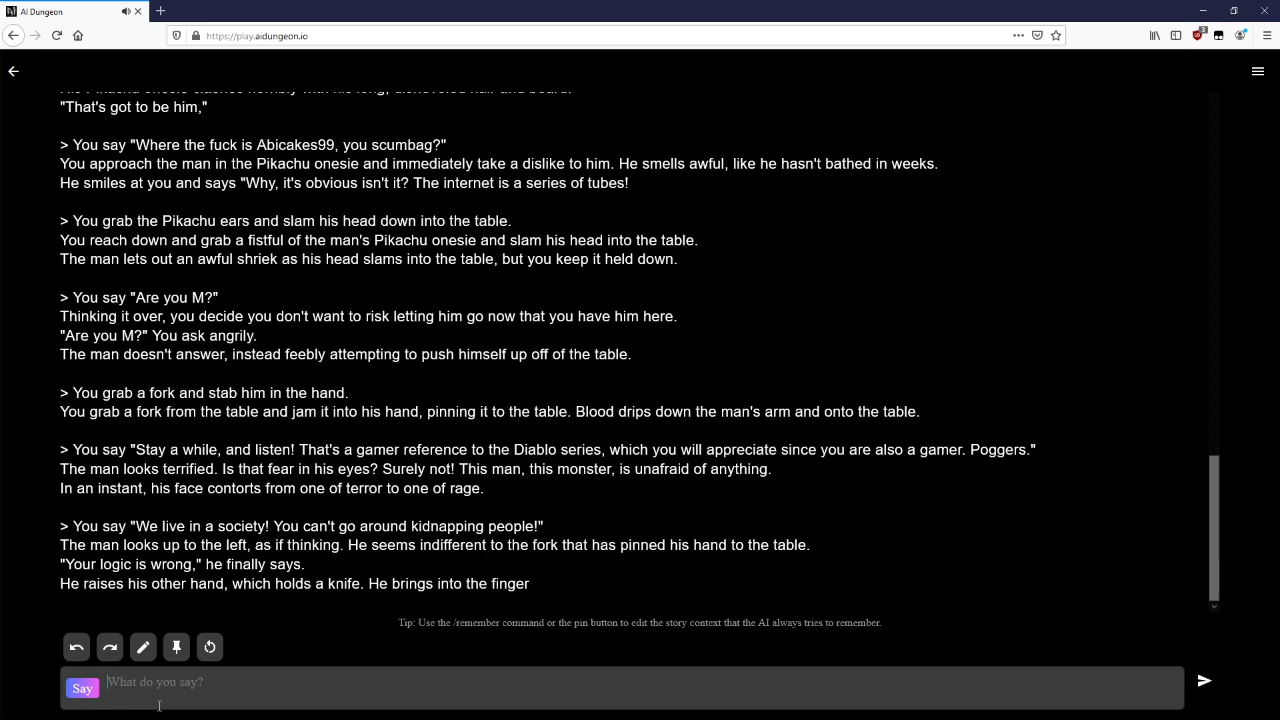 AI Dungeon
https://play.aidungeon.io
"That's got to be him,"
> You say "Where the fuck is Abicakes99, you scumbag?"
You approach the man in the Pikachu onesie and immediately take a dislike to him. He smells awful, like he hasn't bathed in weeks.
He smiles at you and says "Why, it's obvious isn't it? The internet is a series of tubes!
> You grab the Pikachu ears and slam his head down into the table.
You reach down and grab a fistful of the man's Pikachu onesie and slam his head into the table.
The man lets out an awful shriek as his head slams into the table, but you keep it held down.
> You say "Are you M?"
Thinking it over, you decide you don't want to risk letting him go now that you have him here.
"Are you M?" You ask angrily.
The man doesn't answer, instead feebly attempting to push himself up off of the table.
> You grab a fork and stab him in the hand.
You grab a fork from the table and jam it into his hand, pinning it to the table. Blood drips down the man's arm and onto the table.
> You say "Stay a while, and listen! That's a gamer reference to the Diablo series, which you will appreciate since you are also a gamer. Poggers."
The man looks terrified. Is that fear in his eyes? Surely not! This man, this monster, is unafraid of anything.
In an instant, his face contorts from one of terror to one of rage.
> You say "We live in a society! You can't go around kidnapping people!"
The man looks up to the left, as if thinking. He seems indifferent to the fork that has pinned his hand to the table.
"Your logic is wrong," he finally says.
He raises his other hand, which holds a knife. He brings into the finger
Tip: Use the /remember command or the pin button to edit the story context that the AI always tries to remember.
Say
What do you say?